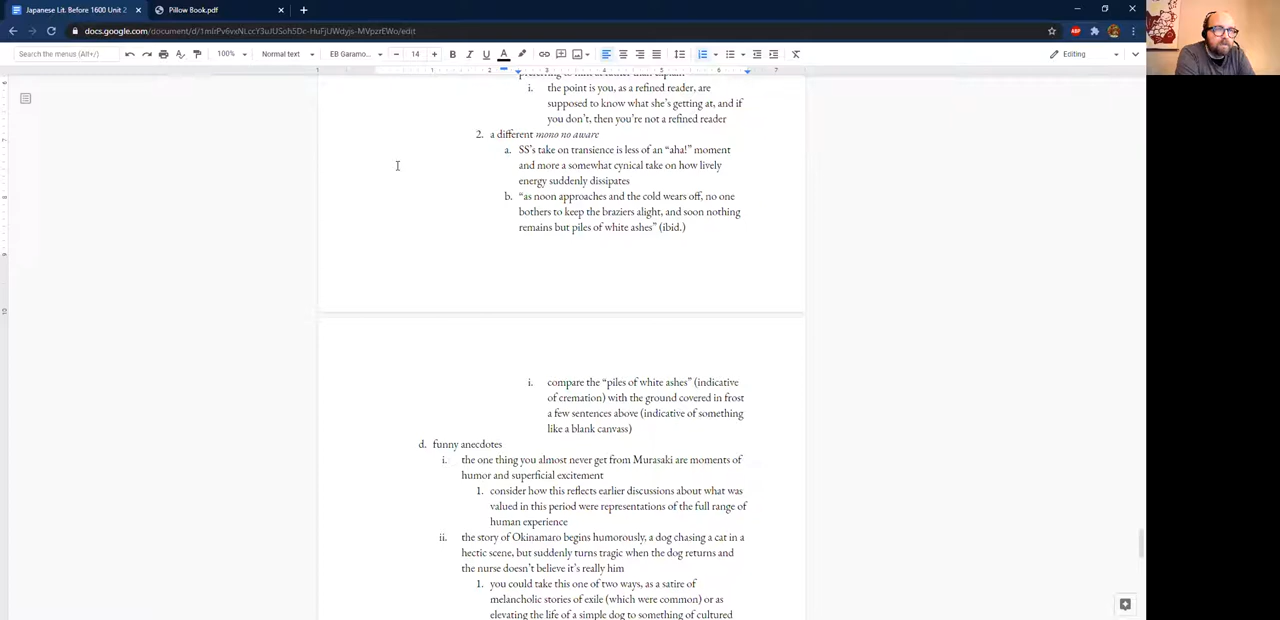 Japanese Lit. Before 1600 Unit 2
Pillow Book.pdf
docs.google.com/document/d/
Search the menus (Alt+/)
100%
Normal text
EB Garamo...
14
Editing
i. the point is you, as a refined reader, are
supposed to know what she's getting at, and if
you don't, then you're not a refined reader
2. a different mono no aware
a. SS's take on transience is less of an "aha!" moment
and more a somewhat cynical take on how lively
energy suddenly dissipates
b. "as noon approaches and the cold wears off, no one
bothers to keep the braziers alight, and soon nothing
remains but piles of white ashes" (ibid.)
i. compare the "piles of white ashes" (indicative
of cremation) with the ground covered in frost
a few sentences above (indicative of something
like a blank canvass)
d. funny anecdotes
i. the one thing you almost never get from Murasaki are moments of
humor and superficial excitement
1. consider how this reflects earlier discussions about what was
valued in this period were representations of the full range of
human experience
ii. the story of Okinamaro begins humorously, a dog chasing a cat in a
hectic scene, but suddenly turns tragic when the dog returns and
the nurse doesn't believe it's really him
1. you could take this one of two ways, as a satire of
melancholic stories of exile (which were common) or as
elevating the life of a simple dog to something of cultured